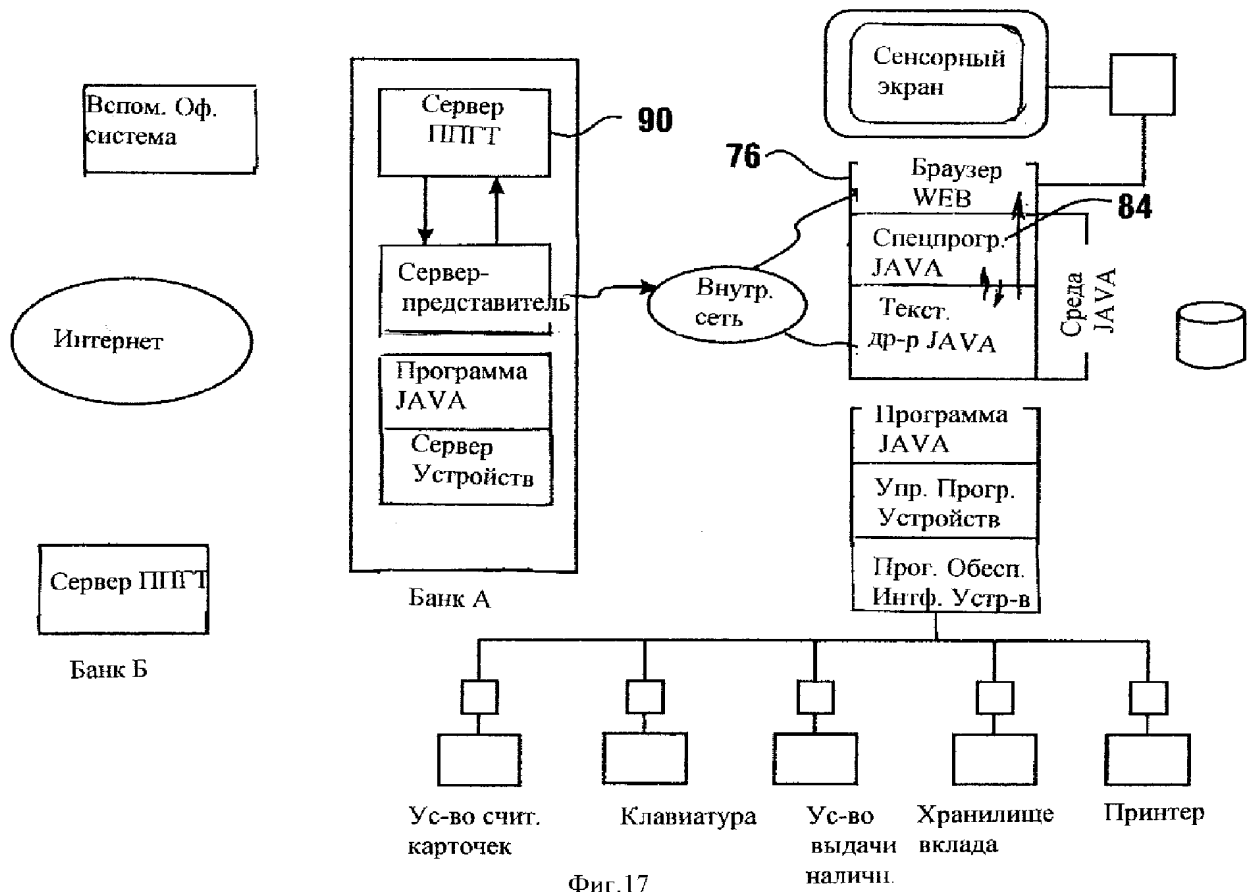 Вспом. Оф.
система
Интернет
Сервер ППГТ
Банк Б
Сервер
ППГТ
90
Сервер-
представитель
Программа
JAVA
Сервер
Устройств
Банк А
Внутр.
сеть
Сенсорный
экран
76
Браузер
WEB
84
Спецпрогр.
JAVA
Текст.
др-р JAVA
Среда
JAVA
Программа
JAVA
Упр. Прогр.
Устройств
Прог. Обесп.
Интф. Устр-в
Ус-во счит.
карточек
Клавиатура
Ус-во
выдачи
наличн.
Хранилище
вклада
Принтер
Фиг.17